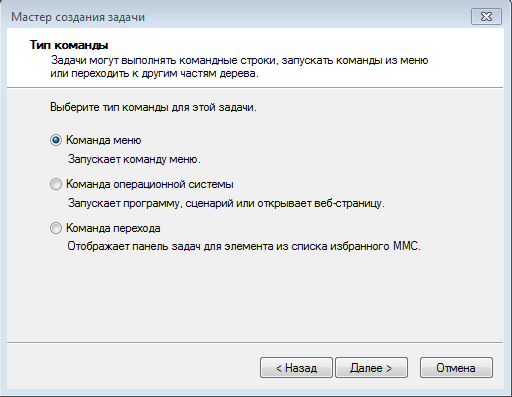 Мастер создания задачи
Тип команды
Задачи могут выполнять командные строки, запускать команды из меню
или переходить к другим частям дерева.
Выберите тип команды для этой задачи.
Команда меню
Запускает команду меню.
Команда операционной системы
Запускает программу, сценарий или открывает веб-страницу.
Команда перехода
Отображает панель задач для элемента из списка избранного MMC.
< Назад
Далее >
Отмена